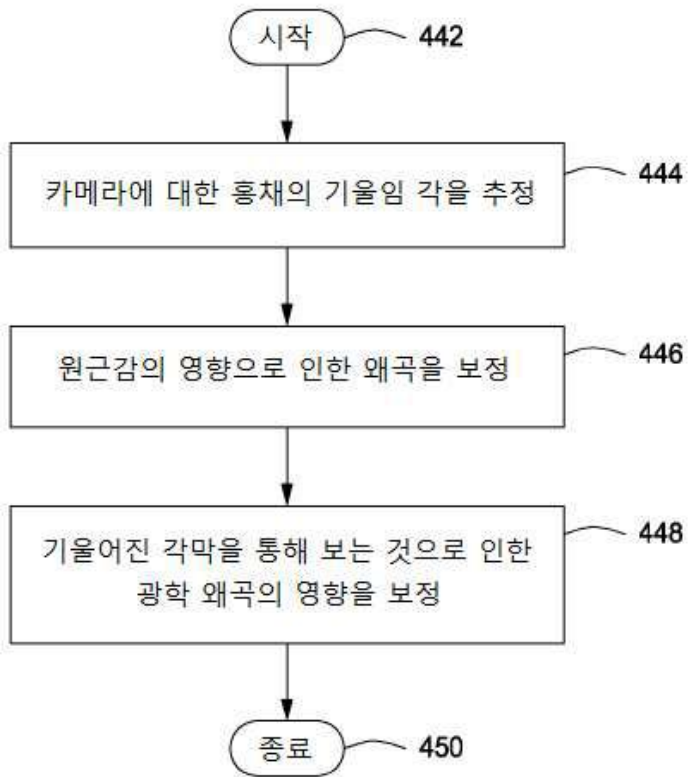 시작 442
카메라에 대한 홍채의 기울임 각을 추정 444
원근감의 영향으로 인한 왜곡을 보정 446
기울어진 각막을 통해 보는 것으로 인한 448
광학 왜곡의 영향을 보정
종료 450